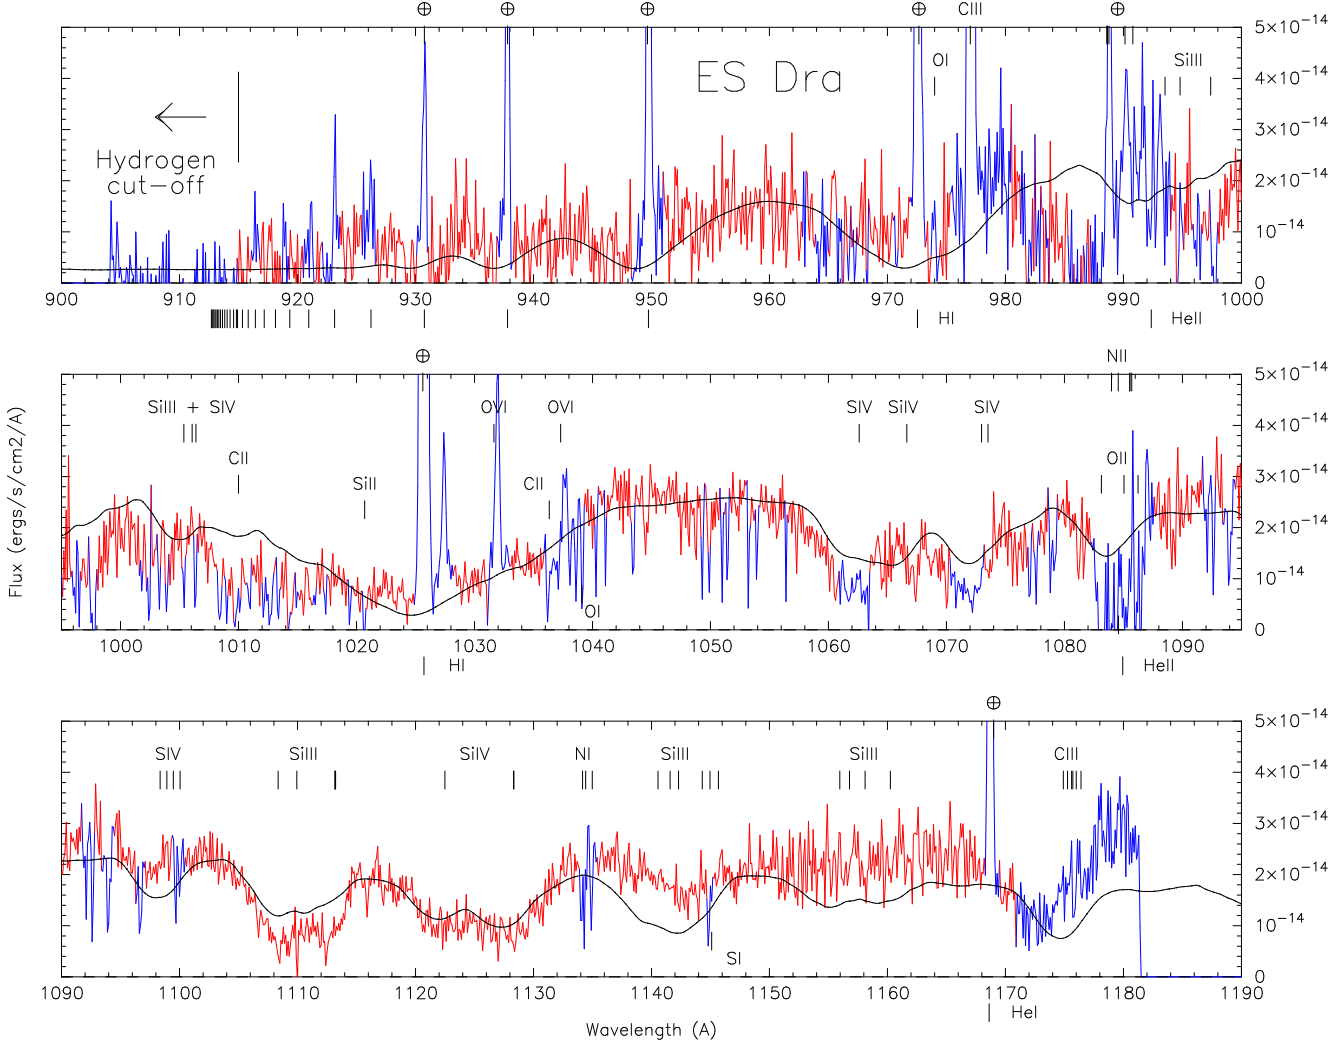 ⊕ ⊕ ⊕ ⊕ CIII ⊕
5×10−14
4×10−14
3×10−14
2×10−14
10−14
0
ES Dra
OI
SiIII
Hydrogen
cut−off
900 910 920 930 940 950 960 970 980 990 1000
HI HeII
⊕ NII
5×10−14
4×10−14
3×10−14
2×10−14
10−14
0
SiIII + SIV OVI OVI SIV SiIV SIV
CII OII
SiII CII
OI
1000 1010 1020 1030 1040 1050 1060 1070 1080 1090
HI HeII
Flux (ergs/s/cm2/A)
⊕
5×10−14
4×10−14
3×10−14
2×10−14
10−14
0
SIV SiIII SiIV NI SiIII SiIII CIII
SI
1090 1100 1110 1120 1130 1140 1150 1160 1170 1180 1190
HeI
Wavelength (A)